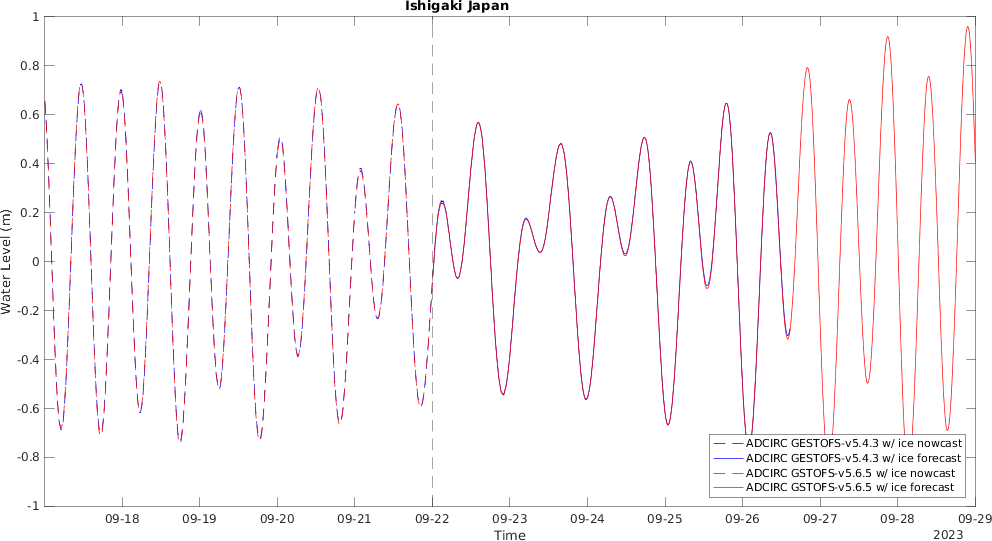 Ishigaki Japan
1
0.8
0.6
0.4
0.2
0
-0.2
-0.4
-0.6
-0.8
-1
Water Level (m)
ADCIRC GESTOFS-v5.4.3 w/ ice nowcast
ADCIRC GESTOFS-v5.4.3 w/ ice forecast
ADCIRC GSTOFS-v5.6.5 w/ ice nowcast
ADCIRC GSTOFS-v5.6.5 w/ ice forecast
09-18 09-19 09-20 09-21 09-22 09-23 09-24 09-25 09-26 09-27 09-28 09-29
Time 2023